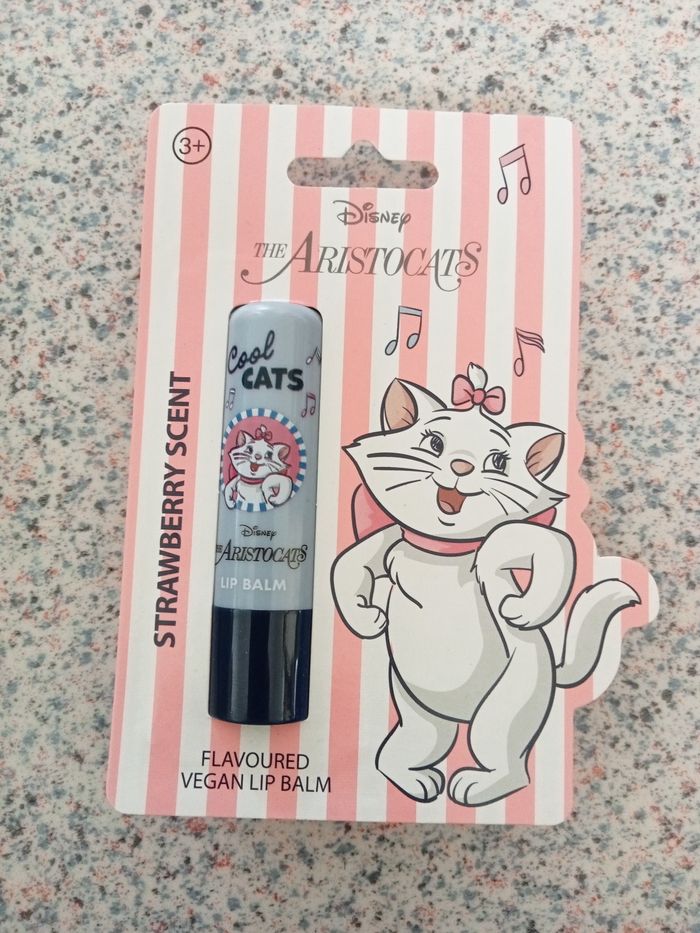 3+
Disney
THE ARISTOCATS
Cool
CATS
Disney
THE ARISTOCATS
LIP BALM
STRAWBERRY SCENT
FLAVOURED
VEGAN LIP BALM